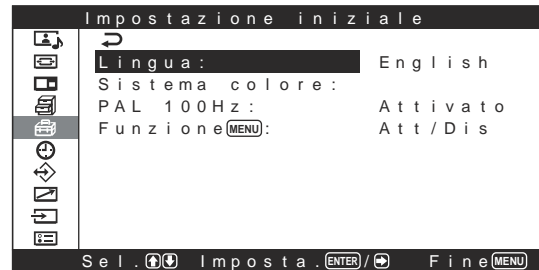 Impostazione iniziale
Lingua: English
Sistema colore:
PAL 100Hz: Attivato
Funzione MENU: Att/Dis
Sel. Imposta. ENTER / Fine MENU